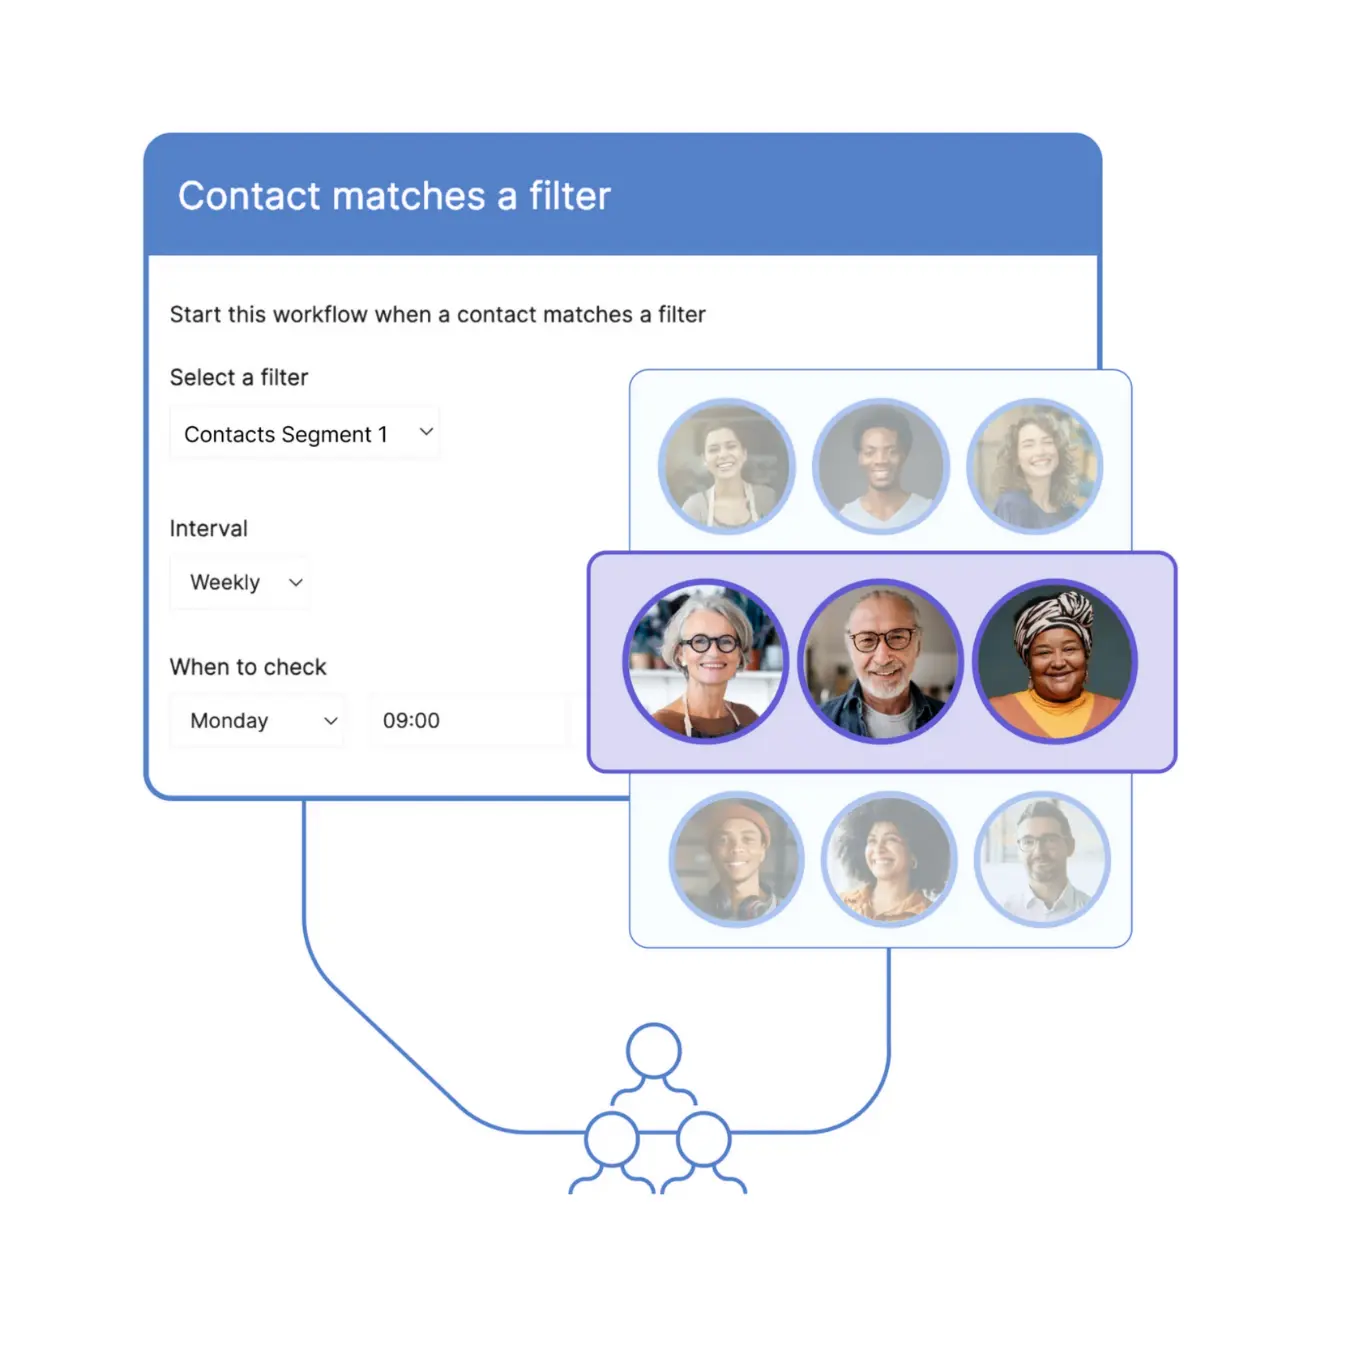 Contact matches a filter
Start this workflow when a contact matches a filter
Select a filter
Contacts Segment 1
Interval
Weekly
When to check
Monday 09:00